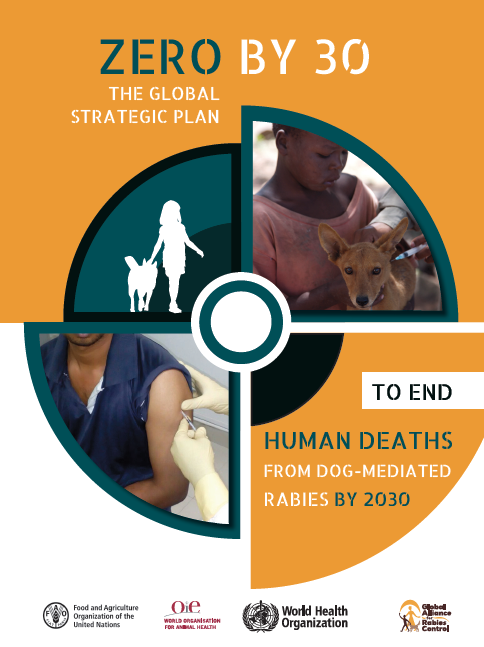 ZERO BY 30
THE GLOBAL
STRATEGIC PLAN
TO END
HUMAN DEATHS
FROM DOG-MEDIATED
RABIES BY 2030
FAO
Food and Agriculture
Organization of the
United Nations
OiE
WORLD ORGANISATION
FOR ANIMAL HEALTH
World Health
Organization
Global
Alliance
for
Rabies
Control